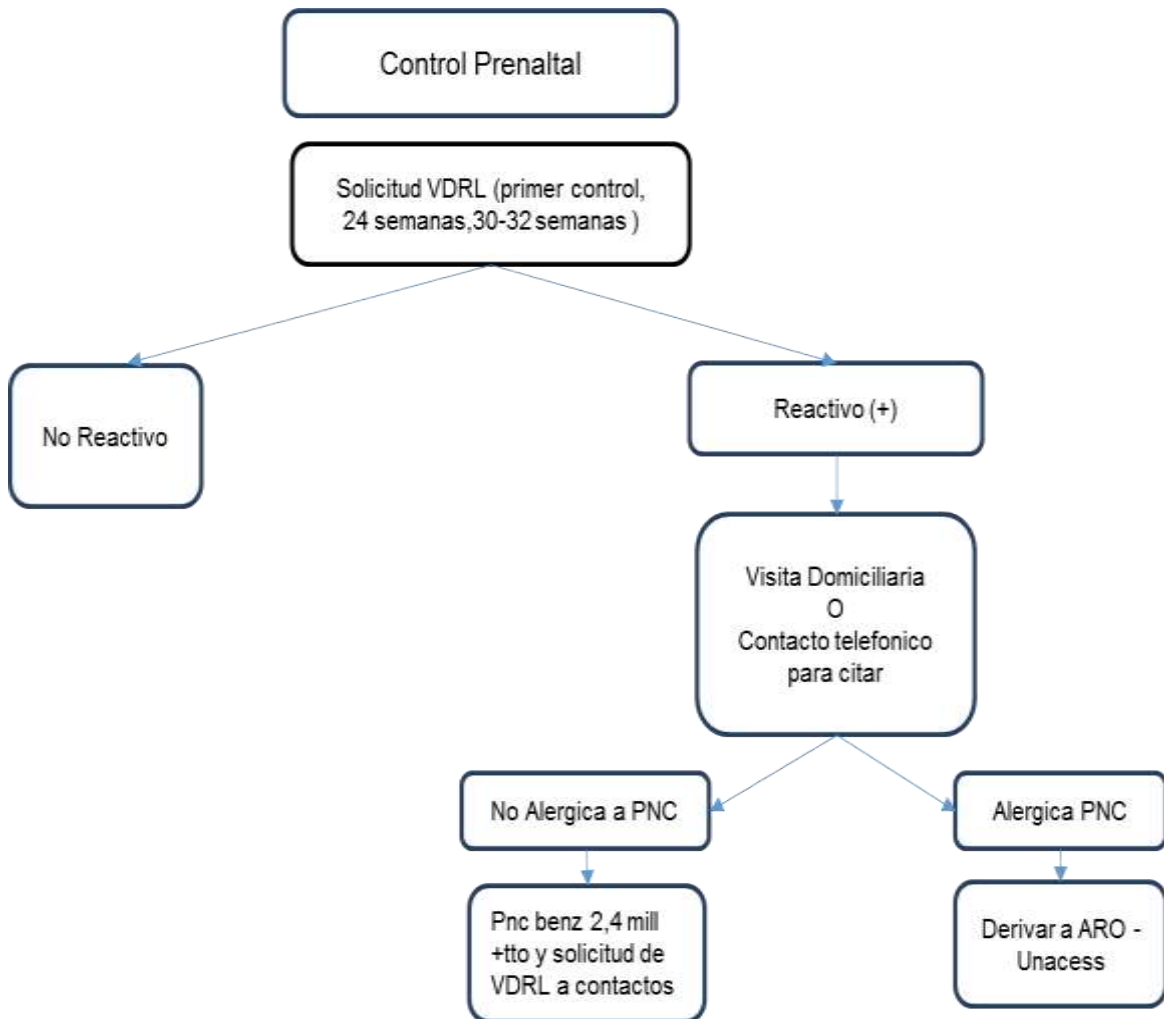 Control Prenaltal
Solicitud VDRL (primer control,
24 semanas,30-32 semanas )
No Reactivo
Reactivo (+)
Visita Domiciliaria
O
Contacto telefonico
para citar
No Alergica a PNC
Alergica PNC
Pnc benz 2,4 mill
+tto y solicitud de
VDRL a contactos
Derivar a ARO -
Unacess